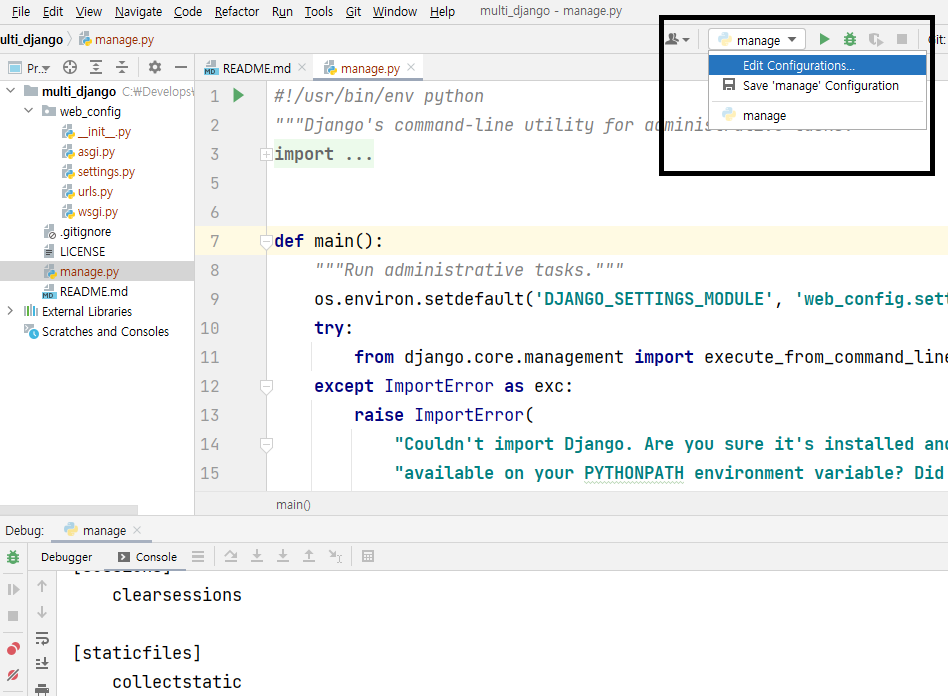 File Edit View Navigate Code Refactor Run Tools Git Window Help multi_django - manage.py
ulti_django manage.py
manage
Git:
Edit Configurations...
Save 'manage' Configuration
manage
Pr...
README.md
manage.py
multi_django C:₩Develops₩
web_config
__init__.py
asgi.py
settings.py
urls.py
wsgi.py
.gitignore
LICENSE
manage.py
README.md
External Libraries
Scratches and Consoles
1 #!/usr/bin/env python
2 """Django's command-line utility for administrative tasks.
3 import ...
5
6
7 def main():
8 """Run administrative tasks."""
9 os.environ.setdefault('DJANGO_SETTINGS_MODULE', 'web_config.sett
10 try:
11 from django.core.management import execute_from_command_line
12 except ImportError as exc:
13 raise ImportError(
14 "Couldn't import Django. Are you sure it's installed and
15 "available on your PYTHONPATH environment variable? Did
main()
Debug: manage
Debugger Console
[sessions]
clearsessions
[staticfiles]
collectstatic